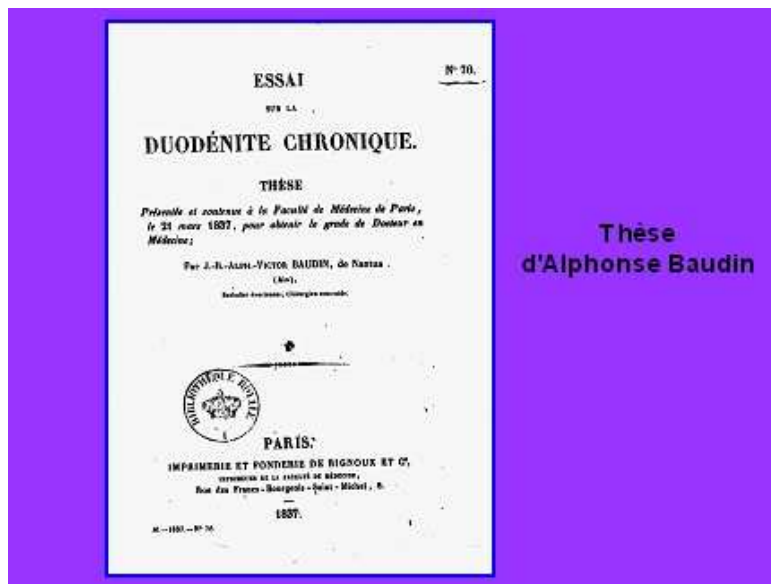 N° 70.
ESSAI
SUR LA
DUODÉNITE CHRONIQUE.
THÈSE
Présentée et soutenue à la Faculté de Médecine de Paris,
le 21 mars 1837, pour obtenir le grade de Docteur en
Médecine;
Par J.-B.-Alph.-Victor BAUDIN, de Nantua
(Ain),
BIBLIOTHÈQUE ROYALE
PARIS.
IMPRIMERIE ET FONDERIE DE RIGNOUX ET Ce,
IMPRIMEUR DE LA FACULTÉ DE MÉDECINE,
Rue des Francs-Bourgeois-Saint-Michel, 8.
1837.
Thèse
d'Alphonse Baudin